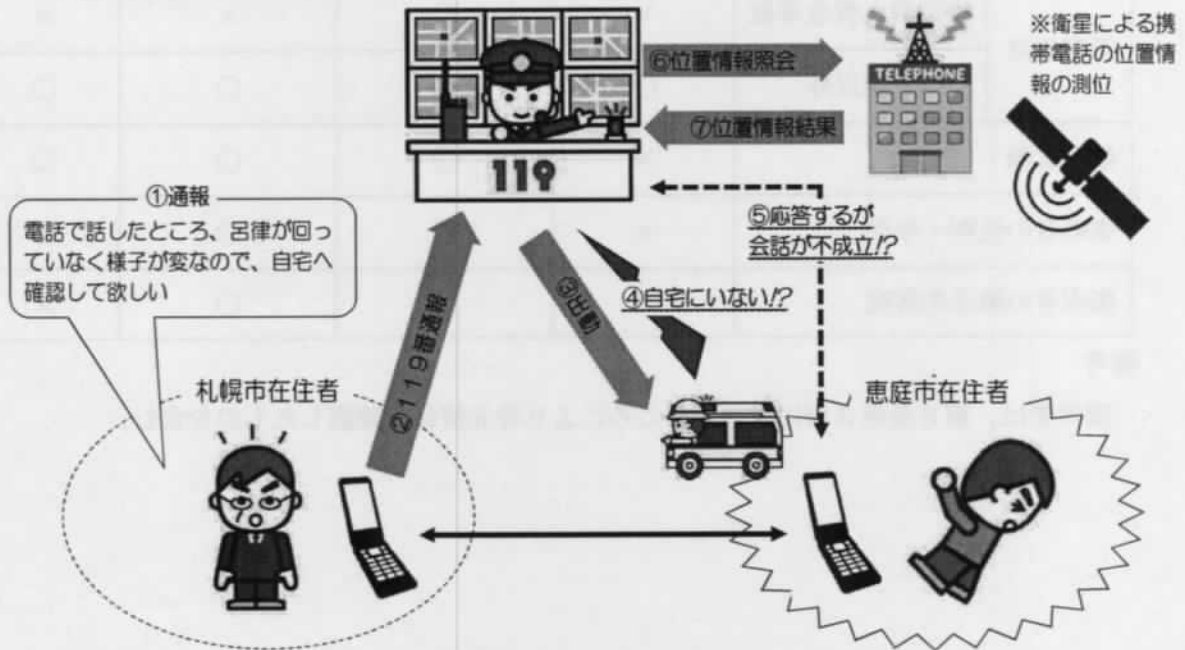 ⑥位置情報照会
TELEPHONE
※衛星による携
帯電話の位置情
報の測位
⑦位置情報結果
119
①通報
電話で話したところ、呂律が回っ
ていなく様子が変なので、自宅へ
確認して欲しい
⑤応答するが
会話が不成立!?
④自宅にいない!?
③出動
②119番通報
札幌市在住者
恵庭市在住者